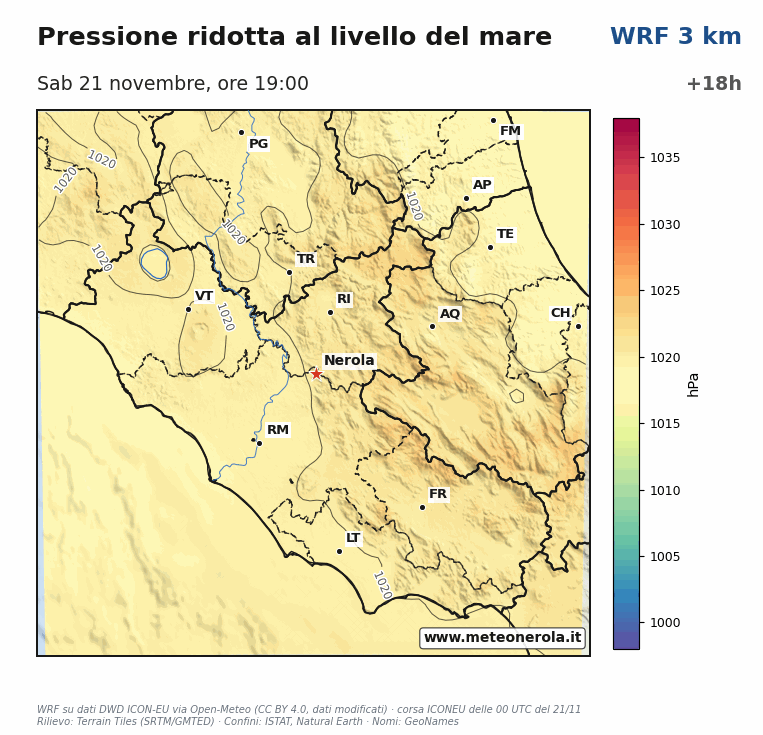 Pressione ridotta al livello del mare
WRF 3 km
Sab 21 novembre, ore 19:00
+18h
FM
PG
1020
1020
AP
1020
1020
TE
1020
TR
VT
RI
1020
AQ
CH.
Nerola
RM
FR
LT
1020
www.meteonerola.it
1035
1030
1025
1020
1015
1010
1005
1000
hPa
WRF su dati DWD ICON-EU via Open-Meteo (CC BY 4.0, dati modificati) · corsa ICONEU delle 00 UTC del 21/11
Rilievo: Terrain Tiles (SRTM/GMTED) · Confini: ISTAT, Natural Earth · Nomi: GeoNames